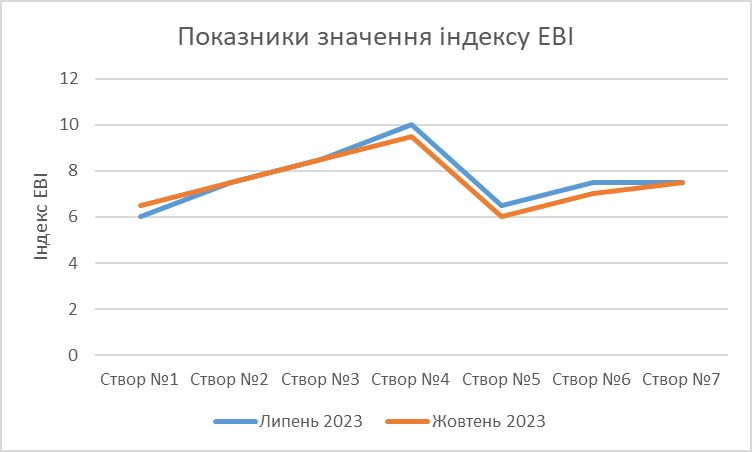 Показники значення індексу EBI
Індекс EBI
12
10
8
6
4
2
0
Створ №1 Створ №2 Створ №3 Створ №4 Створ №5 Створ №6 Створ №7
Липень 2023 Жовтень 2023